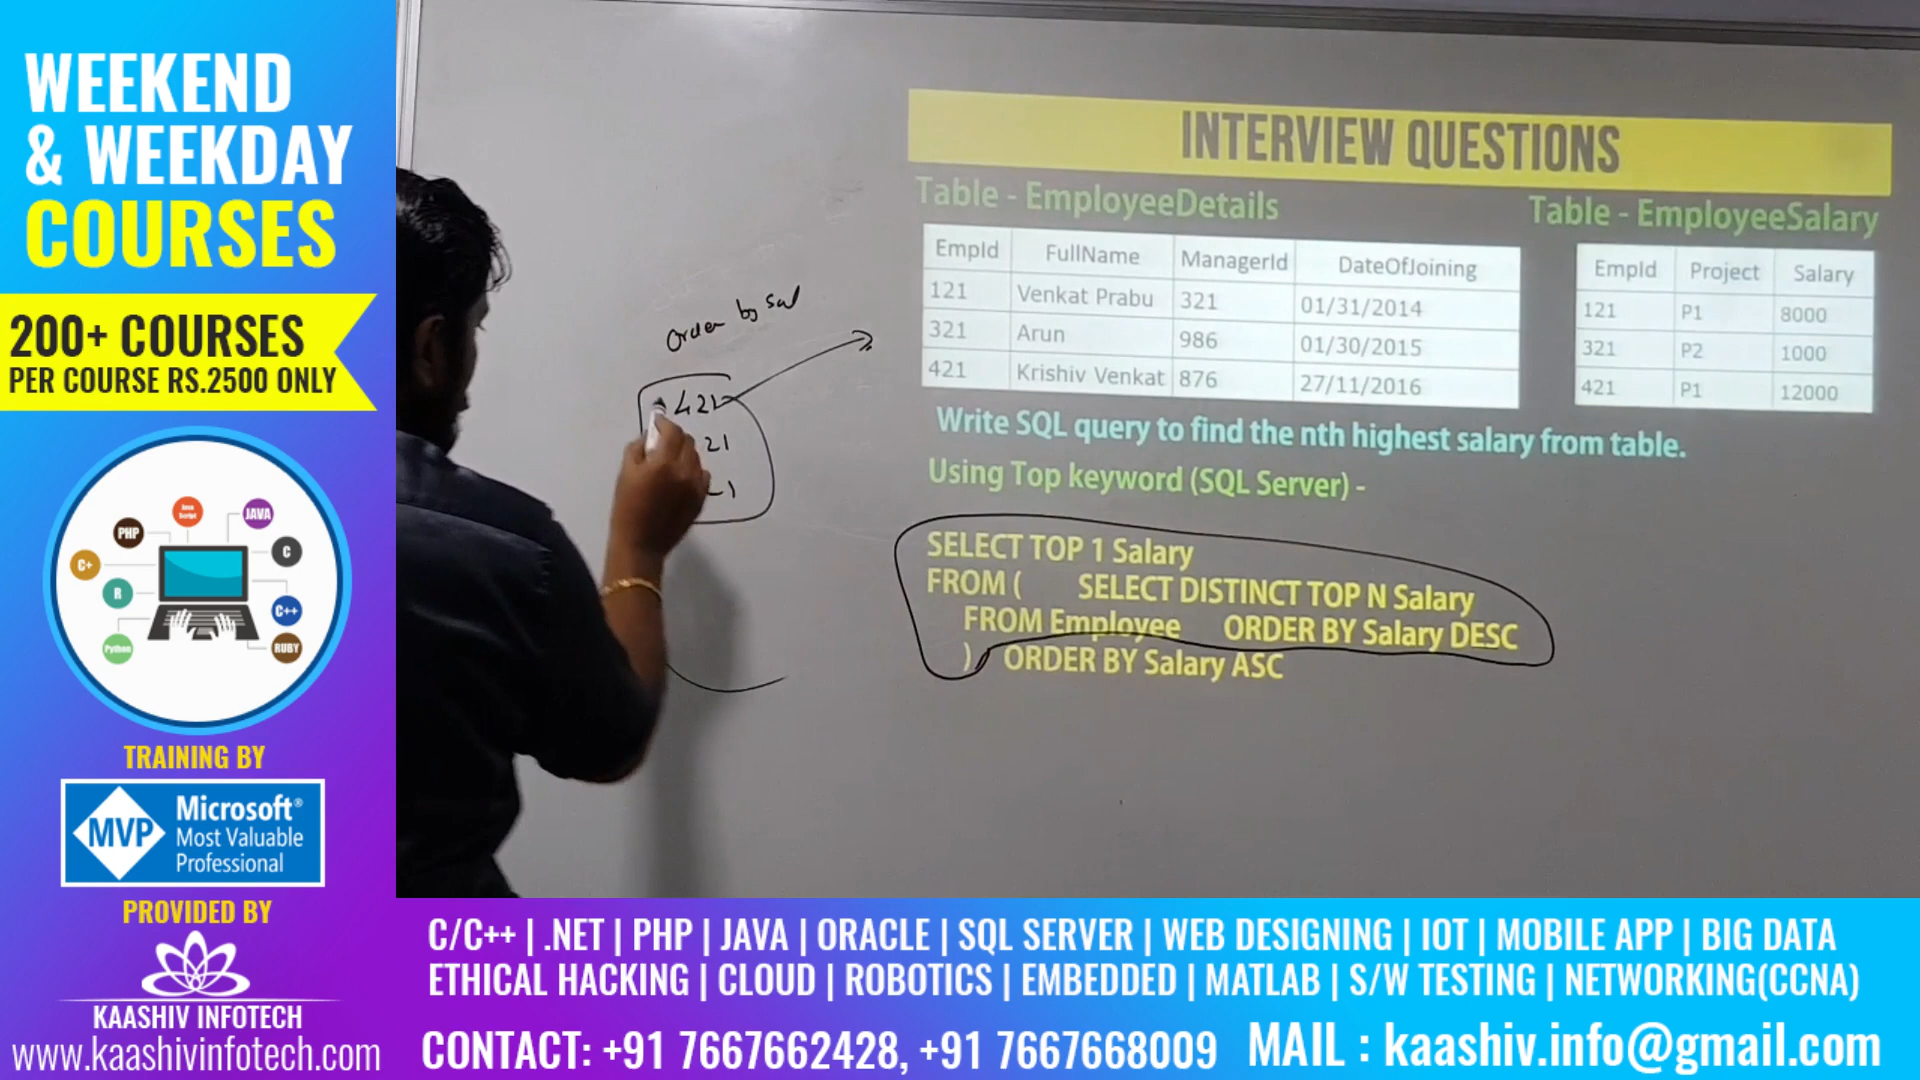 WEEKEND
& WEEKDAY
COURSES
200+ COURSES
PER COURSE RS.2500 ONLY
Java Script
JAVA
PHP
C
C+
R
C++
Python
RUBY
TRAINING BY
MVP
Microsoft®
Most Valuable
Professional
PROVIDED BY
KAASHIV INFOTECH
www.kaashivinfotech.com
INTERVIEW QUESTIONS
Table - EmployeeDetails
EmpId FullName ManagerId DateOfJoining
121 Venkat Prabu 321 01/31/2014
321 Arun 986 01/30/2015
421 Krishiv Venkat 876 27/11/2016
Table - EmployeeSalary
EmpId Project Salary
121 P1 8000
321 P2 1000
421 P1 12000
Write SQL query to find the nth highest salary from table.
Using Top keyword (SQL Server) -
SELECT TOP 1 Salary
FROM ( SELECT DISTINCT TOP N Salary
FROM Employee ORDER BY Salary DESC
) ORDER BY Salary ASC
Order by sal
421
21
C/C++ | .NET | PHP | JAVA | ORACLE | SQL SERVER | WEB DESIGNING | IOT | MOBILE APP | BIG DATA
ETHICAL HACKING | CLOUD | ROBOTICS | EMBEDDED | MATLAB | S/W TESTING | NETWORKING(CCNA)
CONTACT: +91 7667662428, +91 7667668009 MAIL : kaashiv.info@gmail.com